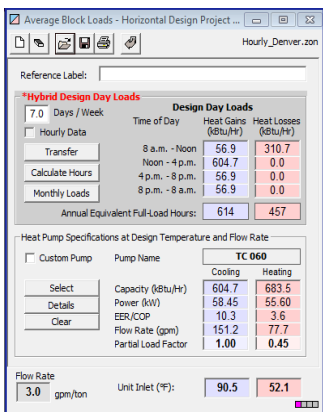 Average Block Loads - Horizontal Design Project ...
Hourly_Denver.zon
Reference Label:
*Hybrid Design Day Loads
7.0 Days / Week
Design Day Loads
Hourly Data
Time of Day Heat Gains Heat Losses
(kBtu/Hr) (kBtu/Hr)
Transfer
Calculate Hours
Monthly Loads
8 a.m. - Noon 56.9 310.7
Noon - 4 p.m. 604.7 0.0
4 p.m. - 8 p.m. 56.9 0.0
8 p.m. - 8 a.m. 56.9 0.0
Annual Equivalent Full-Load Hours: 614 457
Heat Pump Specifications at Design Temperature and Flow Rate
Custom Pump Pump Name TC 060
Cooling Heating
Select
Details
Clear
Capacity (kBtu/Hr) 604.7 683.5
Power (kW) 58.45 55.60
EER/COP 10.3 3.6
Flow Rate (gpm) 151.2 77.7
Partial Load Factor 1.00 0.45
Flow Rate
3.0 gpm/ton
Unit Inlet (°F): 90.5 52.1